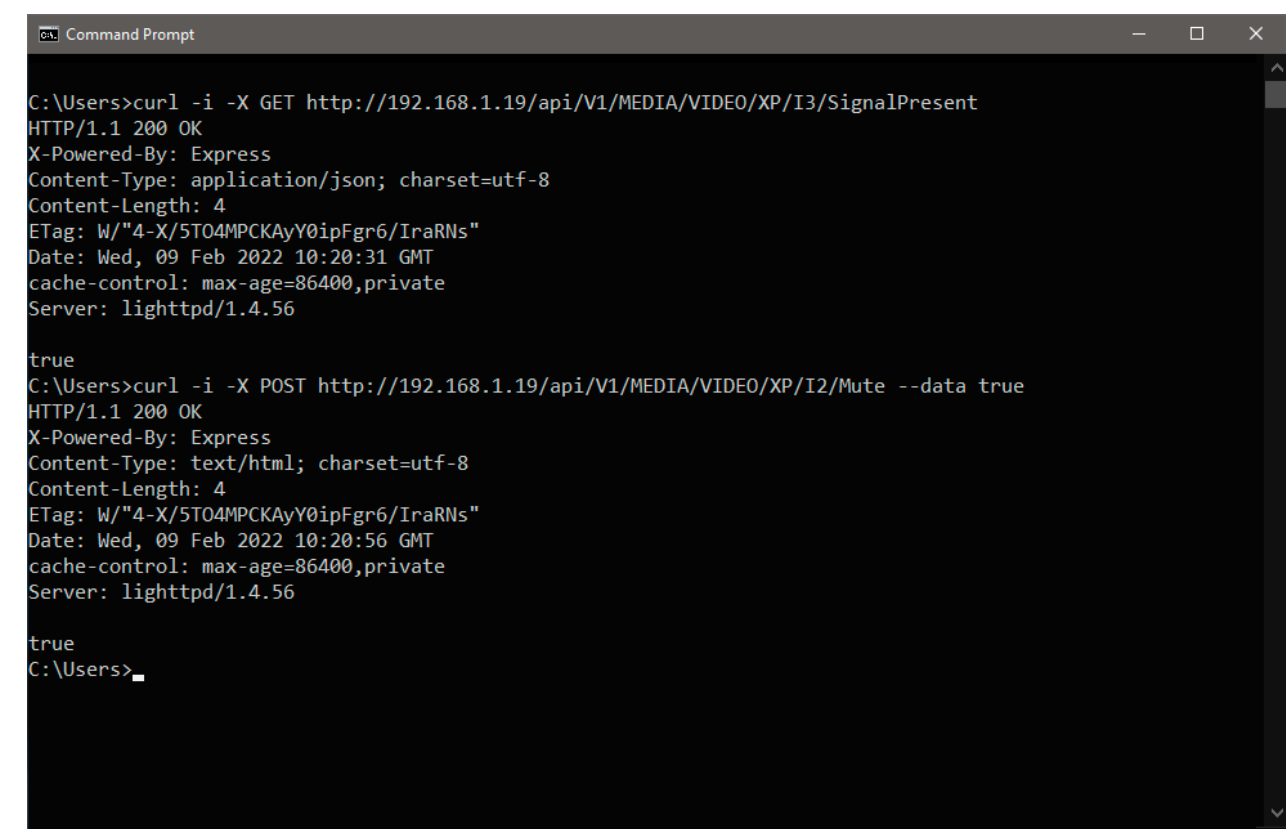 Command Prompt
C:\Users>curl -i -X GET http://192.168.1.19/api/V1/MEDIA/VIDEO/XP/I3/SignalPresent
HTTP/1.1 200 OK
X-Powered-By: Express
Content-Type: application/json; charset=utf-8
Content-Length: 4
ETag: W/"4-X/5TO4MPCKAyY0ipFgr6/IraRNs"
Date: Wed, 09 Feb 2022 10:20:31 GMT
cache-control: max-age=86400,private
Server: lighttpd/1.4.56
true
C:\Users>curl -i -X POST http://192.168.1.19/api/V1/MEDIA/VIDEO/XP/I2/Mute --data true
HTTP/1.1 200 OK
X-Powered-By: Express
Content-Type: text/html; charset=utf-8
Content-Length: 4
ETag: W/"4-X/5TO4MPCKAyY0ipFgr6/IraRNs"
Date: Wed, 09 Feb 2022 10:20:56 GMT
cache-control: max-age=86400,private
Server: lighttpd/1.4.56
true
C:\Users>